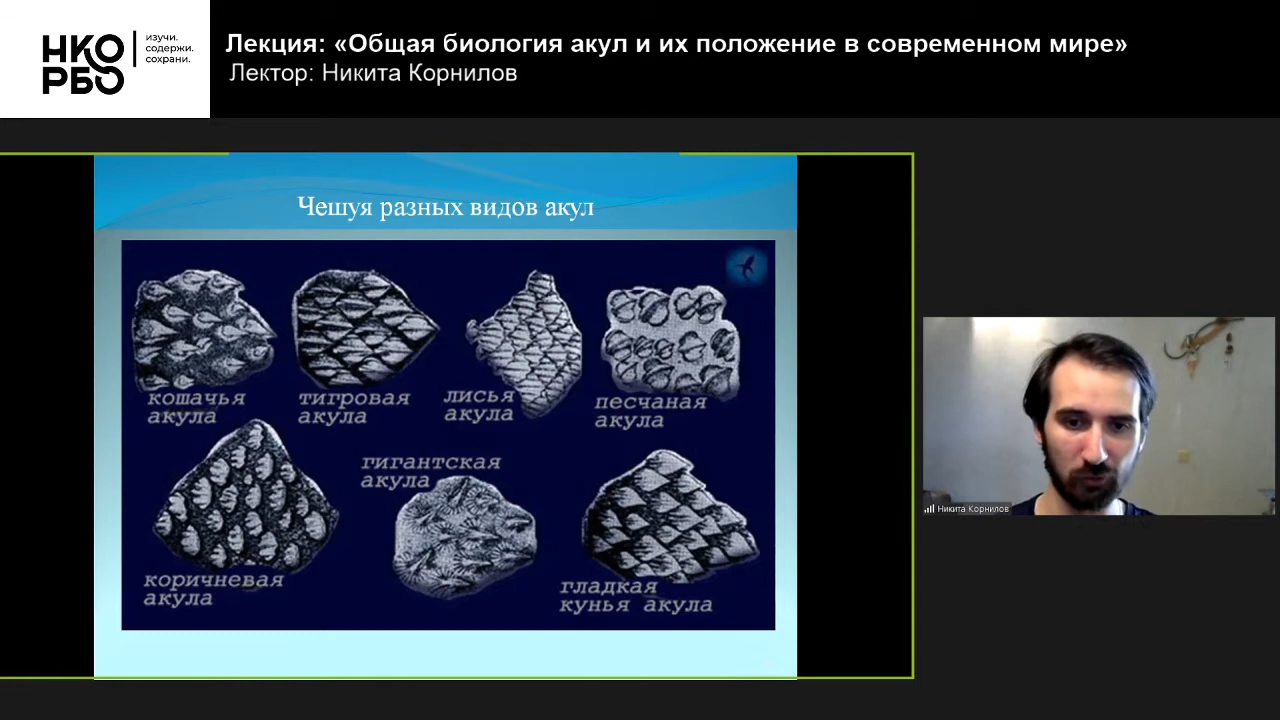 НКО
РБО
изучи.
содержи.
сохрани.
Лекция: «Общая биология акул и их положение в современном мире»
Лектор: Никита Корнилов
Чешуя разных видов акул
кошачья
акула
тигровая
акула
лисья
акула
песчаная
акула
коричневая
акула
гигантская
акула
гладкая
кунья акула
Никита Корнилов